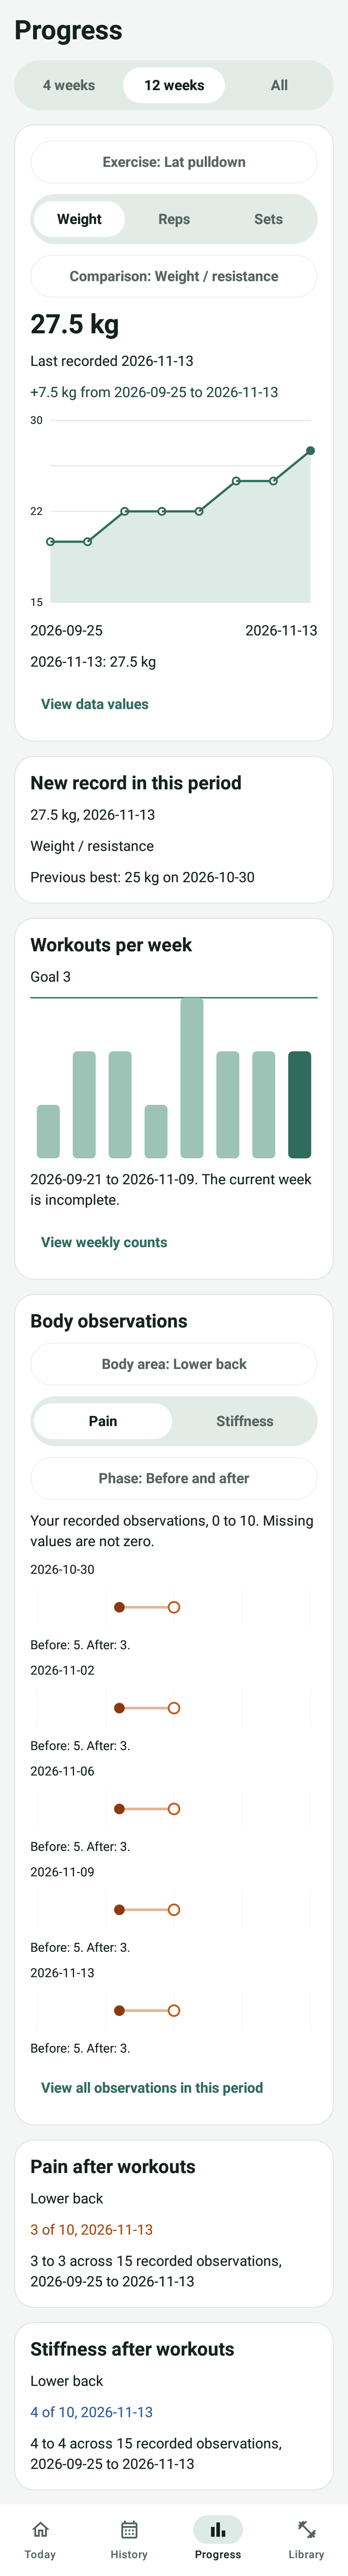 Progress
4 weeks
12 weeks
All
Exercise: Lat pulldown
Weight
Reps
Sets
Comparison: Weight / resistance
27.5 kg
Last recorded 2026-11-13
+7.5 kg from 2026-09-25 to 2026-11-13
30
22
15
2026-09-25
2026-11-13
2026-11-13: 27.5 kg
View data values
New record in this period
27.5 kg, 2026-11-13
Weight / resistance
Previous best: 25 kg on 2026-10-30
Workouts per week
Goal 3
2026-09-21 to 2026-11-09. The current week
is incomplete.
View weekly counts
Body observations
Body area: Lower back
Pain
Stiffness
Phase: Before and after
Your recorded observations, 0 to 10. Missing
values are not zero.
2026-10-30
Before: 5. After: 3.
2026-11-02
Before: 5. After: 3.
2026-11-06
Before: 5. After: 3.
2026-11-09
Before: 5. After: 3.
2026-11-13
Before: 5. After: 3.
View all observations in this period
Pain after workouts
Lower back
3 of 10, 2026-11-13
3 to 3 across 15 recorded observations,
2026-09-25 to 2026-11-13
Stiffness after workouts
Lower back
4 of 10, 2026-11-13
4 to 4 across 15 recorded observations,
2026-09-25 to 2026-11-13
Today
History
Progress
Library